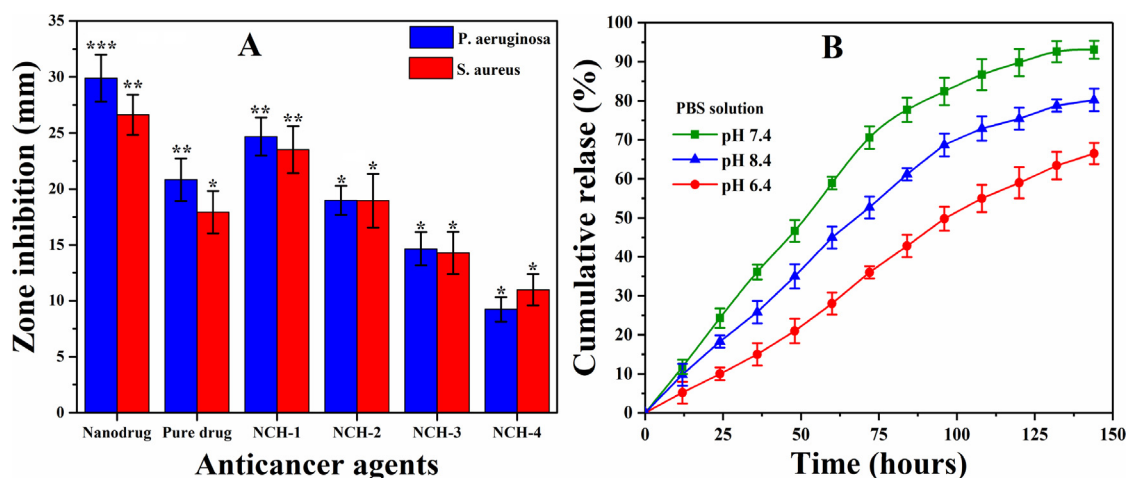 A
P. aeruginosa
S. aureus
***
**
**
*
**
**
*
*
*
*
*
*
Zone inhibition (mm)
35
30
25
20
15
10
5
0
Nanodrug Pure drug NCH-1 NCH-2 NCH-3 NCH-4
Anticancer agents
B
PBS solution
pH 7.4
pH 8.4
pH 6.4
Cumulative relase (%)
100
90
80
70
60
50
40
30
20
10
0
0 25 50 75 100 125 150
Time (hours)